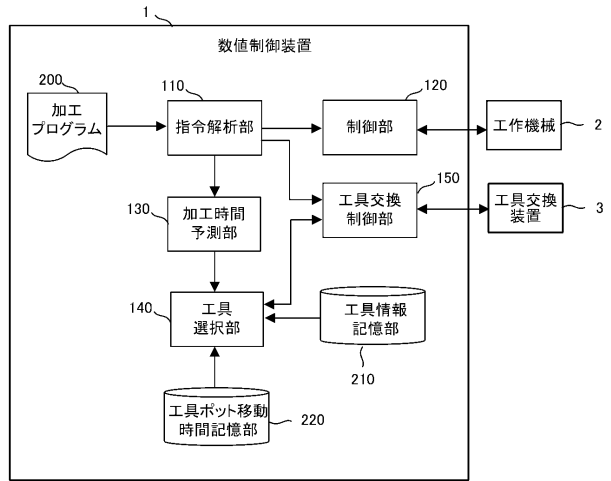 1
数値制御装置
200
加工
プログラム
110
指令解析部
120
制御部
工作機械
2
130
加工時間
予測部
150
工具交換
制御部
工具交換
装置
3
140
工具
選択部
工具情報
記憶部
210
工具ポット移動
時間記憶部
220